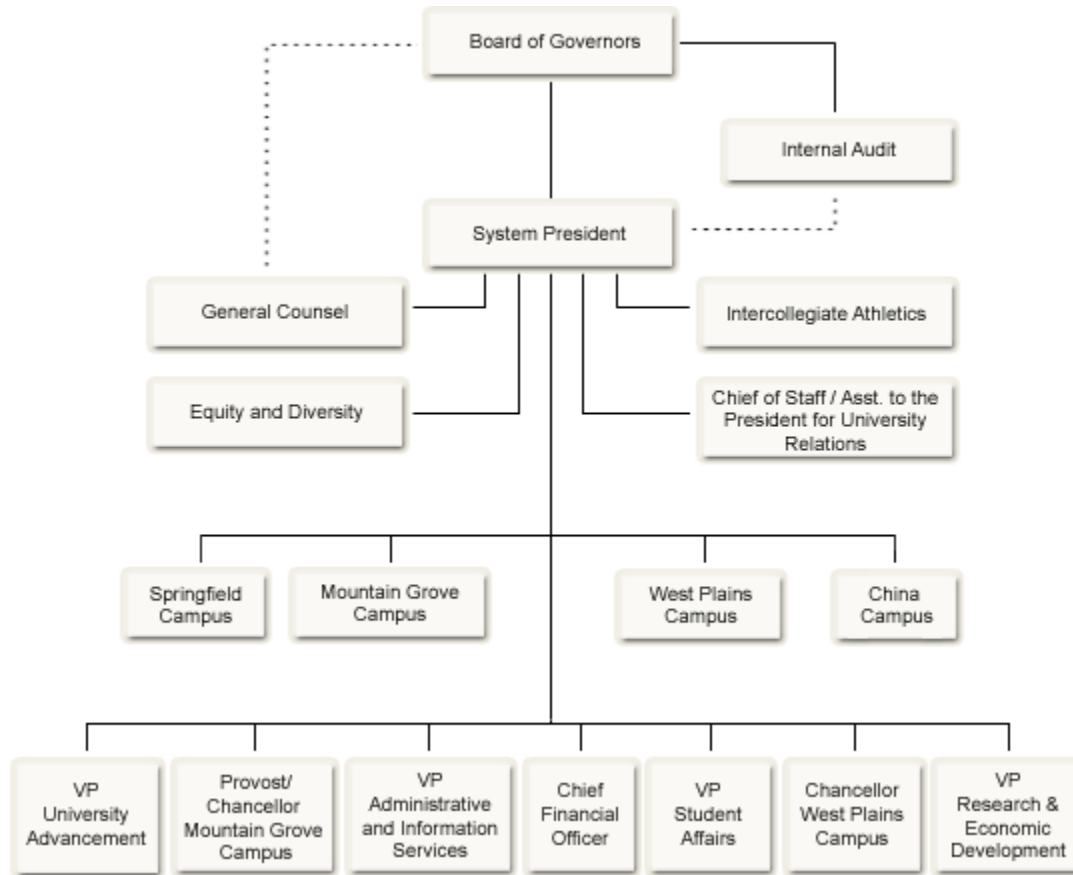 Board of Governors
Internal Audit
System President
General Counsel
Intercollegiate Athletics
Equity and Diversity
Chief of Staff / Asst. to the
President for University
Relations
Springfield
Campus
Mountain Grove
Campus
West Plains
Campus
China
Campus
VP
University
Advancement
Provost/
Chancellor
Mountain Grove
Campus
VP
Administrative
and Information
Services
Chief
Financial
Officer
VP
Student
Affairs
Chancellor
West Plains
Campus
VP
Research &
Economic
Development